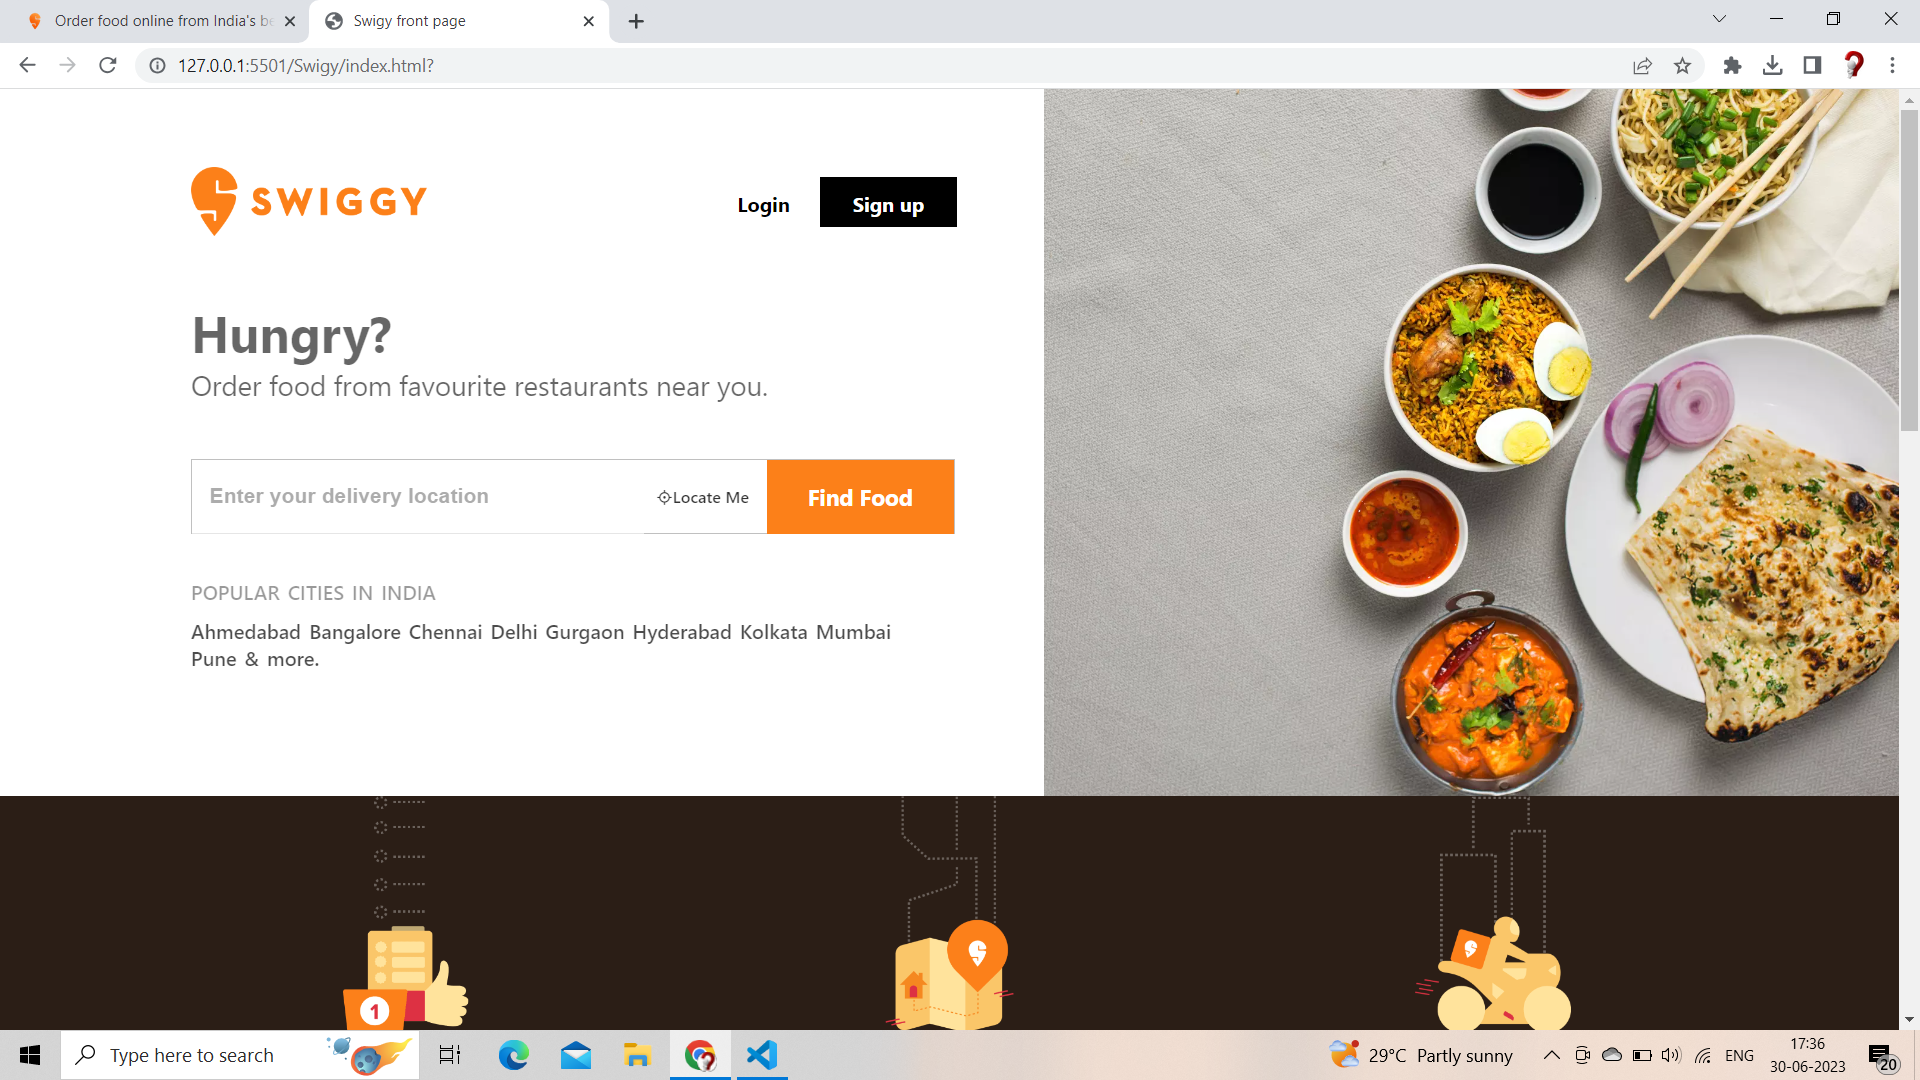 Order food online from India's be
Swigy front page
127.0.0.1:5501/Swigy/index.html?
SWIGGY
Login
Sign up
Hungry?
Order food from favourite restaurants near you.
Enter your delivery location
Locate Me
Find Food
POPULAR CITIES IN INDIA
Ahmedabad Bangalore Chennai Delhi Gurgaon Hyderabad Kolkata Mumbai
Pune & more.
1
Type here to search
29°C Partly sunny
ENG
17:36
30-06-2023
20